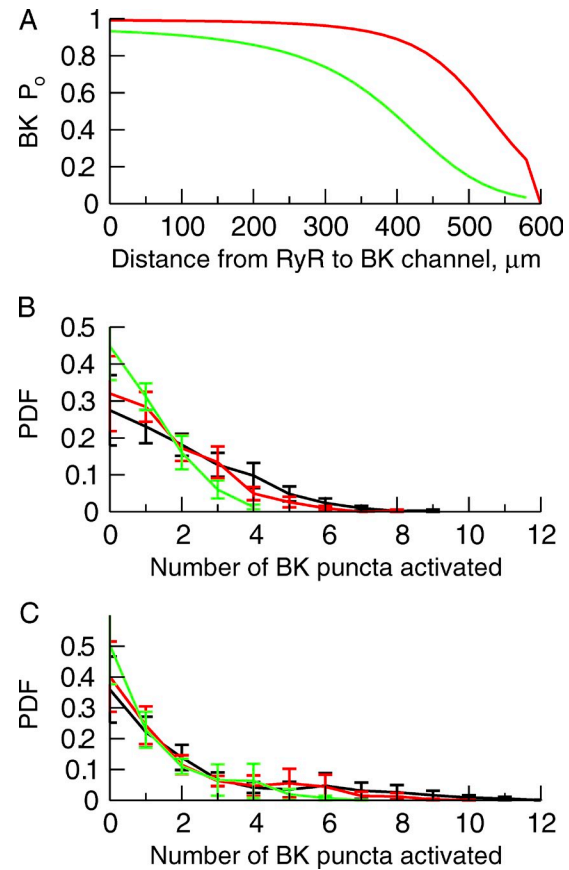 A
1
0.8
0.6
0.4
0.2
0
BK Pₒ
0 100 200 300 400 500 600
Distance from RyR to BK channel, μm
B
0.5
0.4
0.3
0.2
0.1
0
PDF
0 2 4 6 8 10 12
Number of BK puncta activated
C
0.5
0.4
0.3
0.2
0.1
0
PDF
0 2 4 6 8 10 12
Number of BK puncta activated